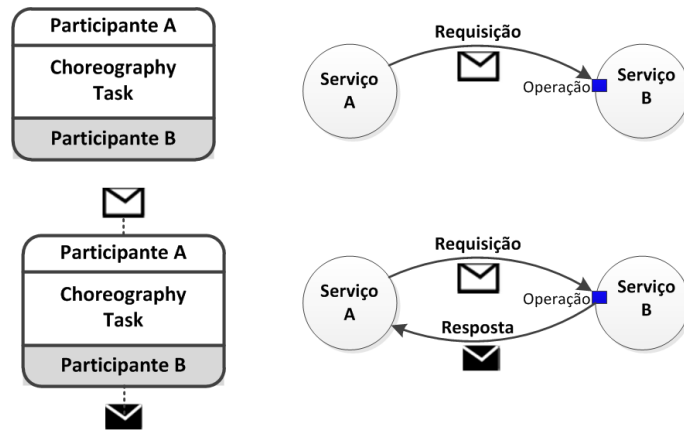 Participante A
Choreography
Task
Participante B
Requisição
Serviço
A
Operação
Serviço
B
Participante A
Choreography
Task
Participante B
Requisição
Serviço
A
Operação
Resposta
Serviço
B